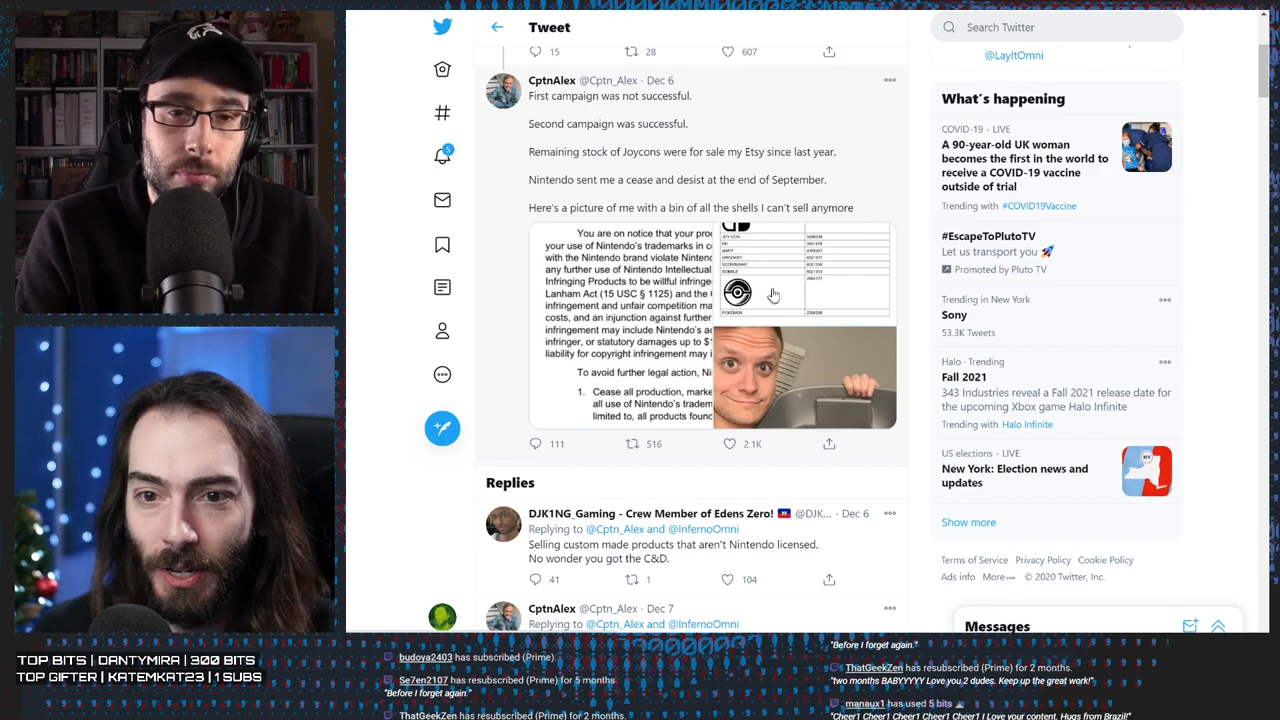 Tweet
Search Twitter
15 28 607
@LayItOmni
CptnAlex @Cptn_Alex · Dec 6
First campaign was not successful.
Second campaign was successful.
Remaining stock of Joycons were for sale my Etsy since last year.
Nintendo sent me a cease and desist at the end of September.
Here's a picture of me with a bin of all the shells I can't sell anymore
You are on notice that your
your use of Nintendo's trademarks in
with the Nintendo brand violate
any further use of Nintendo Intellectual
Infringing Products to be willful
Lanham Act (15 USC § 1125) and the
infringement and unfair competition
costs, and an injunction against further
infringement may include Nintendo's
infringer, or statutory damages up to
liability for copyright infringement may
To avoid further legal action,
1. Cease all production,
all use of Nintendo's
limited to, all products
JOY-CON
GROOKEY
SCORBUNNY
SOBBLE
POKÉMON
111 516 2.1K
Replies
DJK1NG_Gaming - Crew Member of Edens Zero! 🇭🇹 @DJK... · Dec 6
Replying to @Cptn_Alex and @InfernoOmni
Selling custom made products that aren't Nintendo licensed.
No wonder you got the C&D.
41 1 104
CptnAlex @Cptn_Alex · Dec 7
Replying to @Cptn_Alex and @InfernoOmni
5
What's happening
COVID-19 · LIVE
A 90-year-old UK woman
becomes the first in the world to
receive a COVID-19 vaccine
outside of trial
Trending with #COVID19Vaccine
#EscapeToPlutoTV
Let us transport you 🚀
Promoted by Pluto TV
Trending in New York
Sony
53.3K Tweets
Halo · Trending
Fall 2021
343 Industries reveal a Fall 2021 release date for
the upcoming Xbox game Halo Infinite
Trending with Halo Infinite
US elections · LIVE
New York: Election news and
updates
NY
Show more
Terms of Service Privacy Policy Cookie Policy
Ads info More © 2020 Twitter, Inc.
Messages
TOP BITS | DANTYMIRA | 300 BITS
TOP GIFTER | KATEMKAT23 | 1 SUBS
budoya2403 has subscribed (Prime).
Se7en2107 has resubscribed (Prime) for 5 months.
"Before I forget again."
ThatGeekZen has resubscribed (Prime) for 2 months.
"Before I forget again."
ThatGeekZen has resubscribed (Prime) for 2 months.
"two months BABYYYY Love you 2 dudes. Keep up the great work!"
manaux1 has used 5 bits
"Cheer1 Cheer1 Cheer1 Cheer1 Cheer1 I Love your content. Hugs from Brazil!"